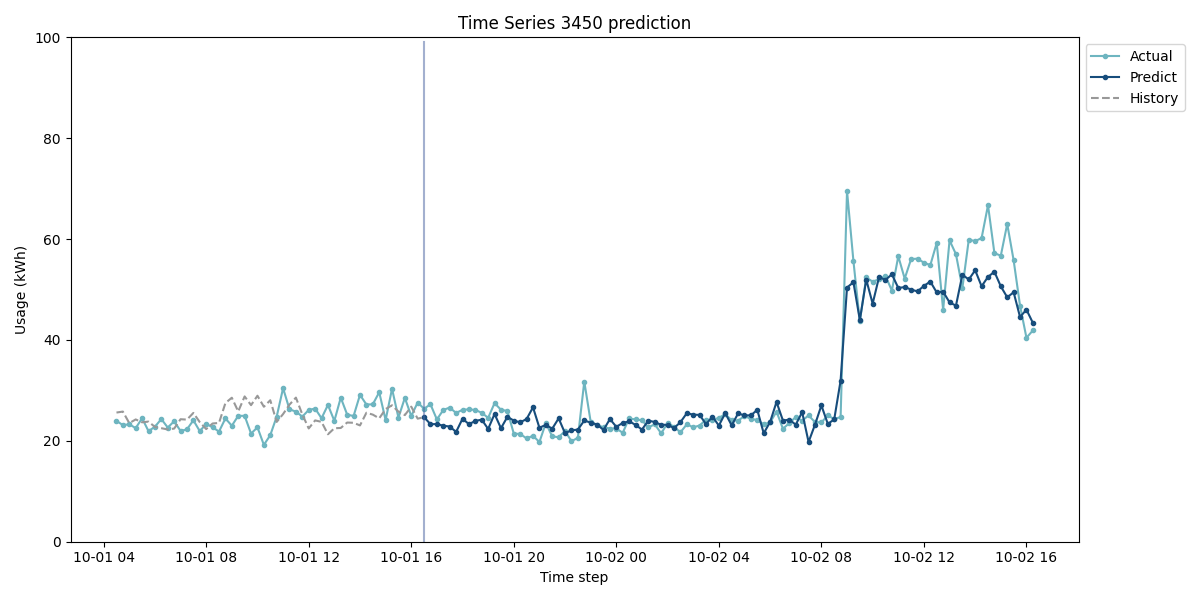 Time Series 3450 prediction
100
80
60
40
20
0
Usage (kWh)
10-01 04
10-01 08
10-01 12
10-01 16
10-01 20
10-02 00
10-02 04
10-02 08
10-02 12
10-02 16
Time step
Actual
Predict
History